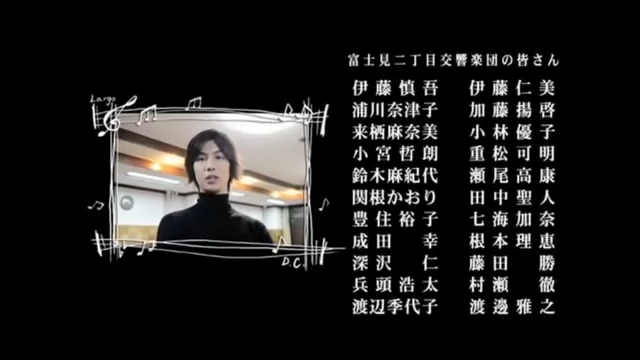 Largo
富士見二丁目交響楽団の皆さん
伊藤慎吾 伊藤仁美
浦川奈津子 加藤揚啓
来栖麻奈美 小林優子
小宮哲朗 重松可明
鈴木麻紀代 瀬尾高康
関根かおり 田中聖人
豊住裕子 七海加奈
成田幸 根本理恵
深沢仁 藤田勝
兵頭浩太 村瀬徹
渡辺季代子 渡邊雅之
D.C.